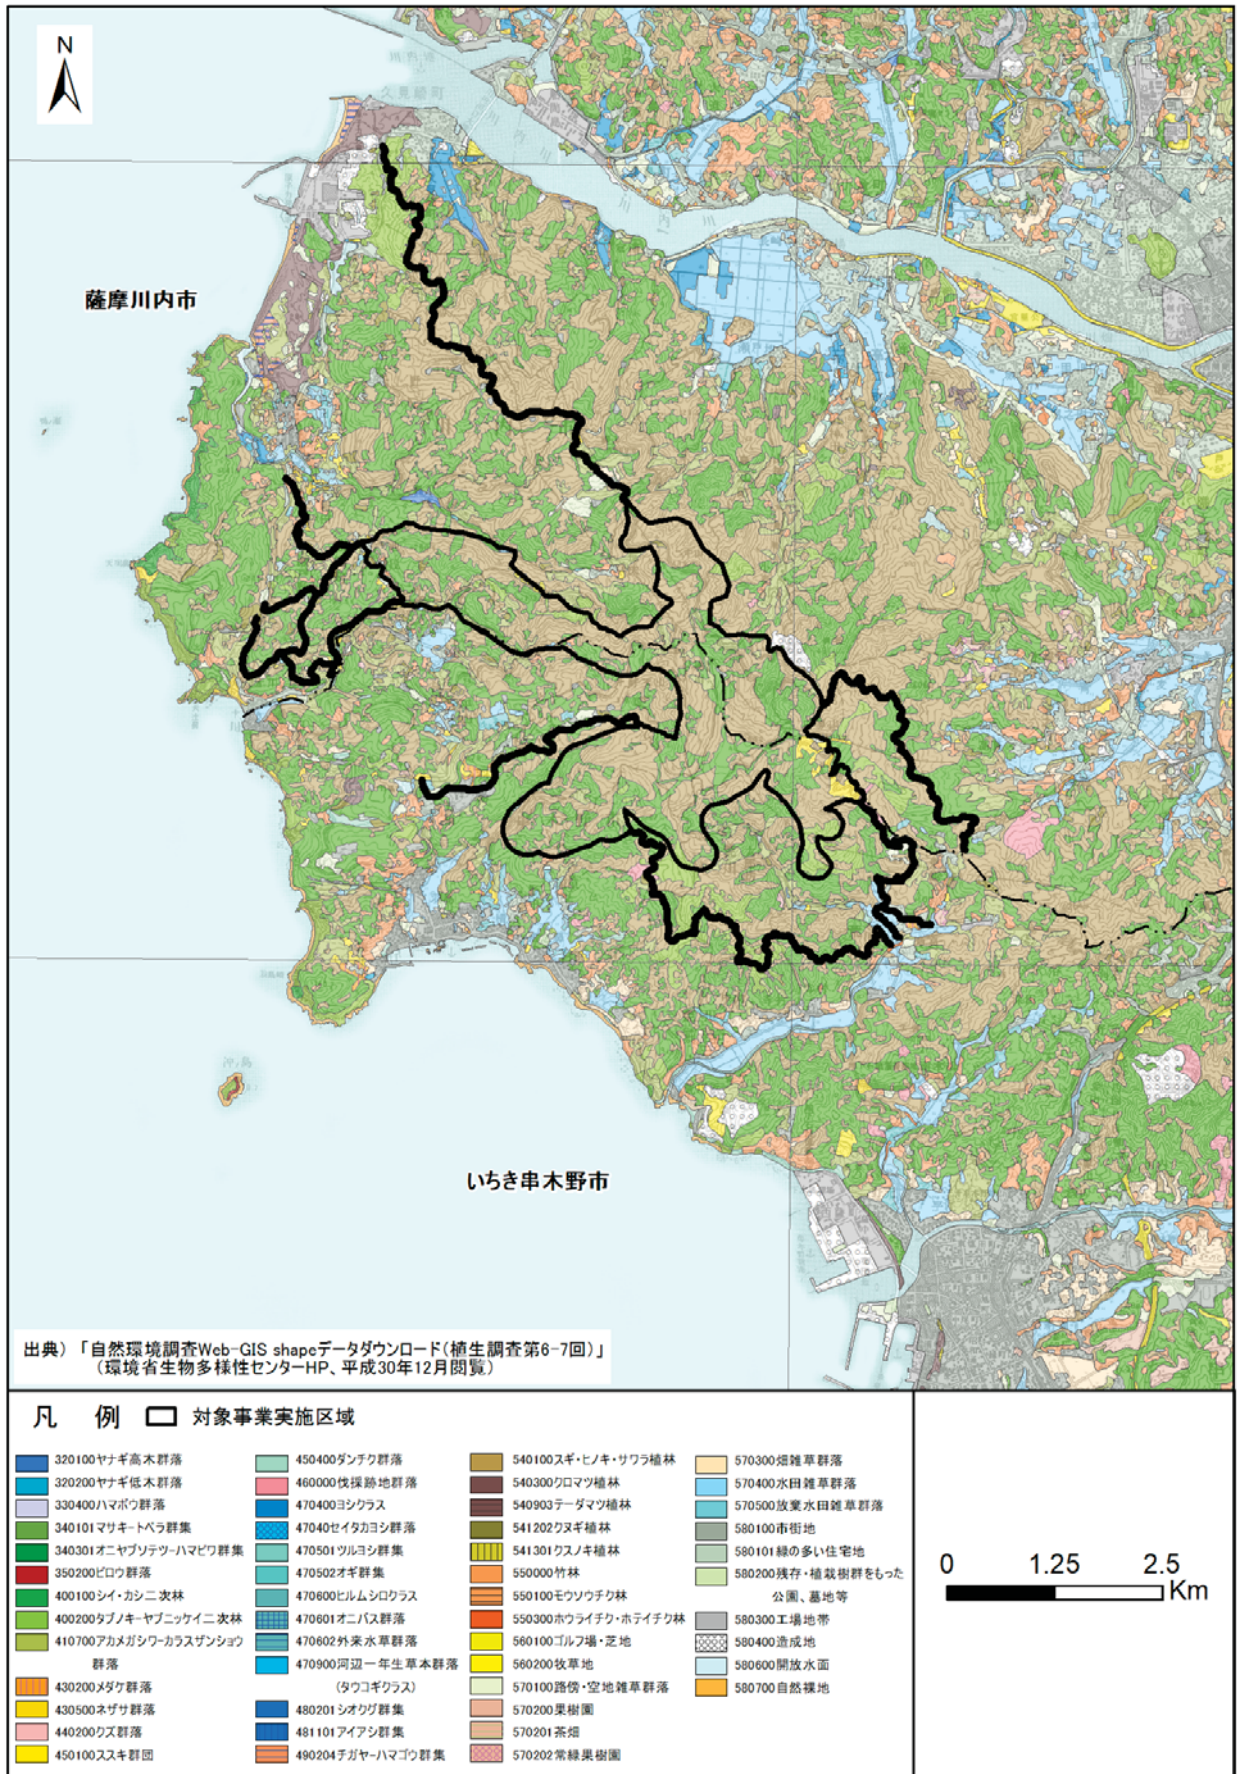 N
久見崎町
川内川
薩摩川内市
沖ノ島
いちき串木野市
出典）「自然環境調査Web-GIS shapeデータダウンロード(植生調査第6-7回)」
（環境省生物多様性センターHP、平成30年12月閲覧）
凡 例 対象事業実施区域
320100ヤナギ高木群落
320200ヤナギ低木群落
330400ハマボウ群落
340101マサキ-トベラ群集
340301オニヤブソテツ-ハマビワ群集
350200ビロウ群落
400100シイ・カシ二次林
400200タブノキ-ヤブニッケイ二次林
410700アカメガシワ-カラスザンショウ
群落
430200メダケ群落
430500ネザサ群落
440200クズ群落
450100ススキ群団
450400ダンチク群落
460000伐採跡地群落
470400ヨシクラス
47040セイタカヨシ群落
470501ツルヨシ群集
470502オギ群集
470600ヒルムシロクラス
470601オニバス群落
470602外来水草群落
470900河辺一年生草本群落
(タウコギクラス)
480201シオクグ群集
481101アイアシ群集
490204チガヤ-ハマゴウ群集
540100スギ・ヒノキ・サワラ植林
540300クロマツ植林
540903テーダマツ植林
541202クヌギ植林
541301クスノキ植林
550000竹林
550100モウソウチク林
550300ホウライチク・ホテイチク林
560100ゴルフ場・芝地
560200牧草地
570100路傍・空地雑草群落
570200果樹園
570201茶畑
570202常緑果樹園
570300畑雑草群落
570400水田雑草群落
570500放棄水田雑草群落
580100市街地
580101緑の多い住宅地
580200残存・植栽樹群をもった
公園、墓地等
580300工場地帯
580400造成地
580600開放水面
580700自然裸地
0 1.25 2.5
Km